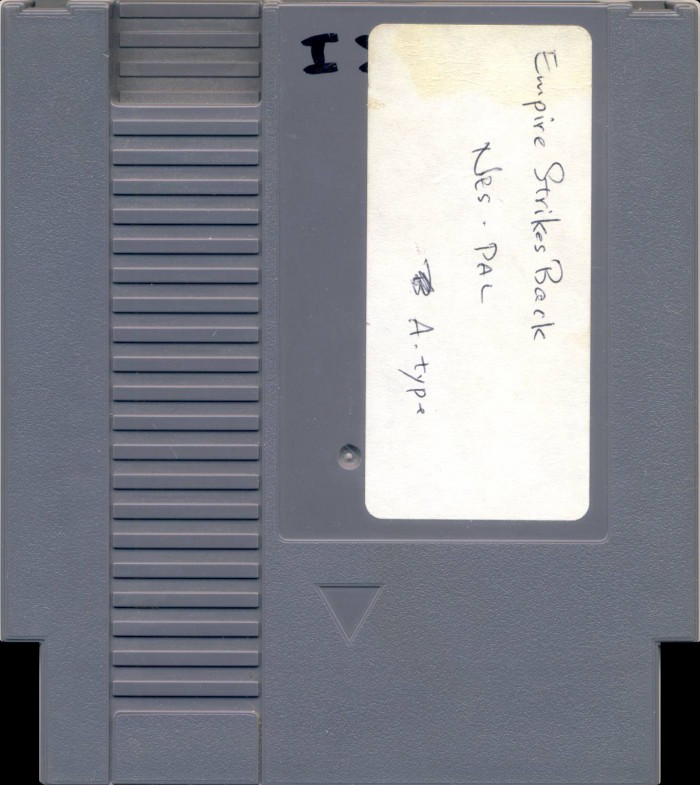 Empire Strikes Back
Nes. PAL
A. type